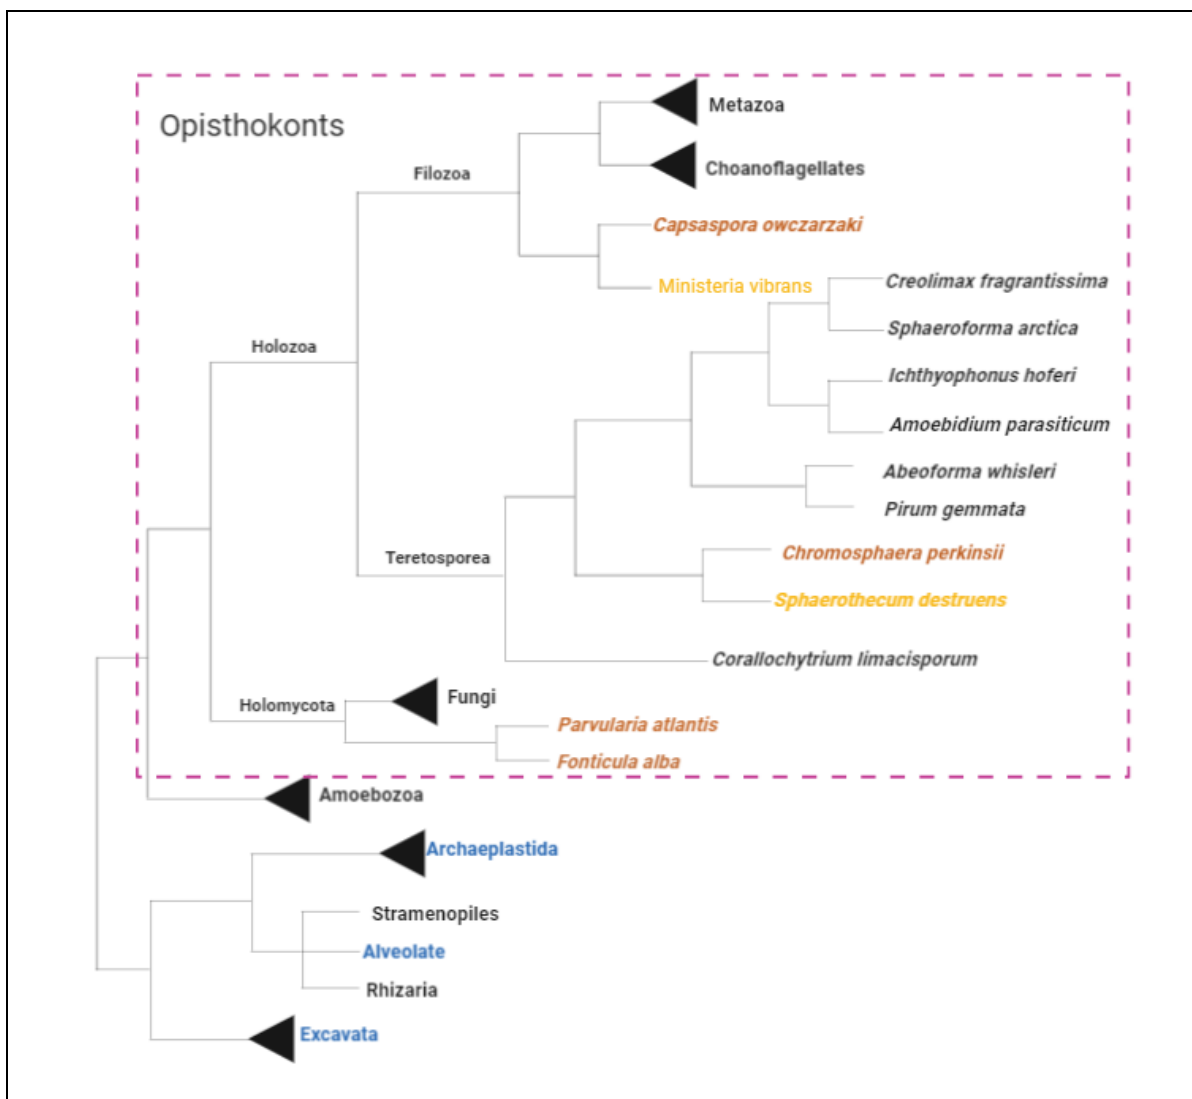 Opisthokonts
Metazoa
Choanoflagellates
Filozoa
Capsaspora owczarzaki
Ministeria vibrans
Creolimax fragrantissima
Sphaeroforma arctica
Holozoa
Ichthyophonus hoferi
Amoebidium parasiticum
Abeoforma whisleri
Pirum gemmata
Teretosporea
Chromosphaera perkinsii
Sphaerothecum destruens
Corallochytrium limacisporum
Holomycota
Fungi
Parvularia atlantis
Fonticula alba
Amoebozoa
Archaeplastida
Stramenopiles
Alveolate
Rhizaria
Excavata